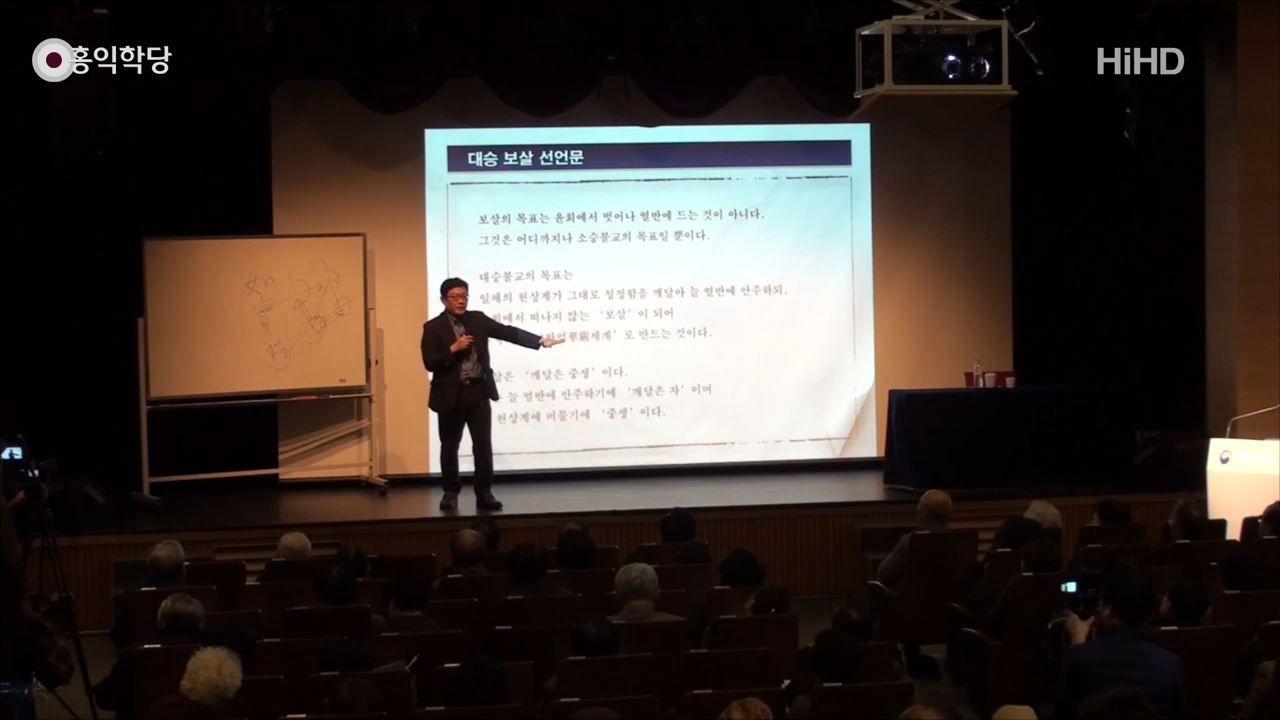 홍익학당
HiHD
대승 보살 선언문
보살의 목표는 윤회에서 벗어나 열반에 드는 것이 아니다.
그것은 어디까지나 소승불교의 목표일 뿐이다.
대승불교의 목표는
일체의 현상계가 그대로 청정함을 깨달아 늘 열반에 안주하되,
에서 떠나지 않는 ‘보살’이 되어
華嚴세계’로 만드는 것이다.
‘깨달은 중생’이다.
늘 열반에 안주하기에 ‘깨달은 자’이며
현상계에 머물기에 ‘중생’이다.